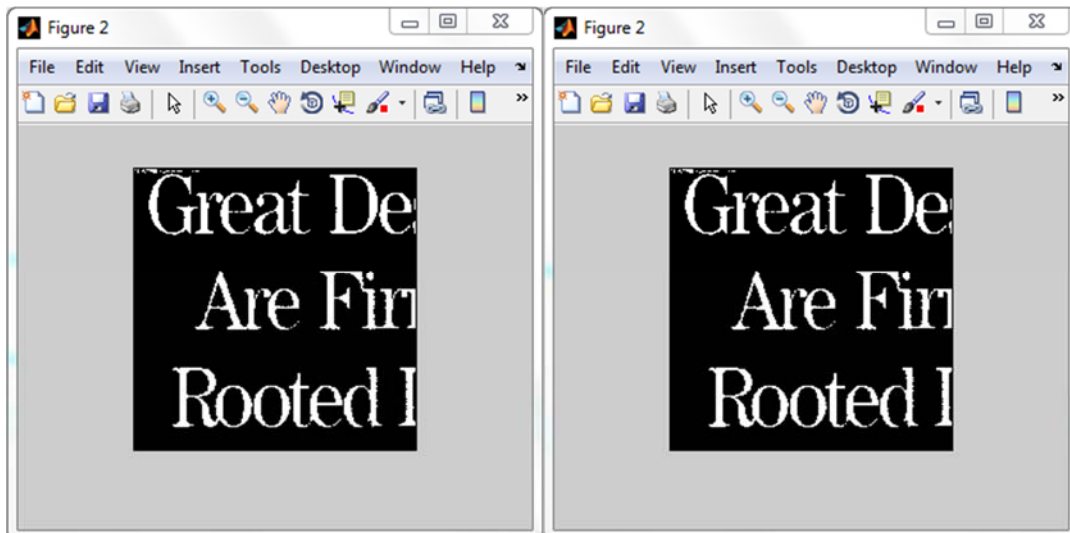 Figure 2
File Edit View Insert Tools Desktop Window Help
Great De
Are Fir
Rooted I
Figure 2
File Edit View Insert Tools Desktop Window Help
Great De
Are Fir
Rooted I